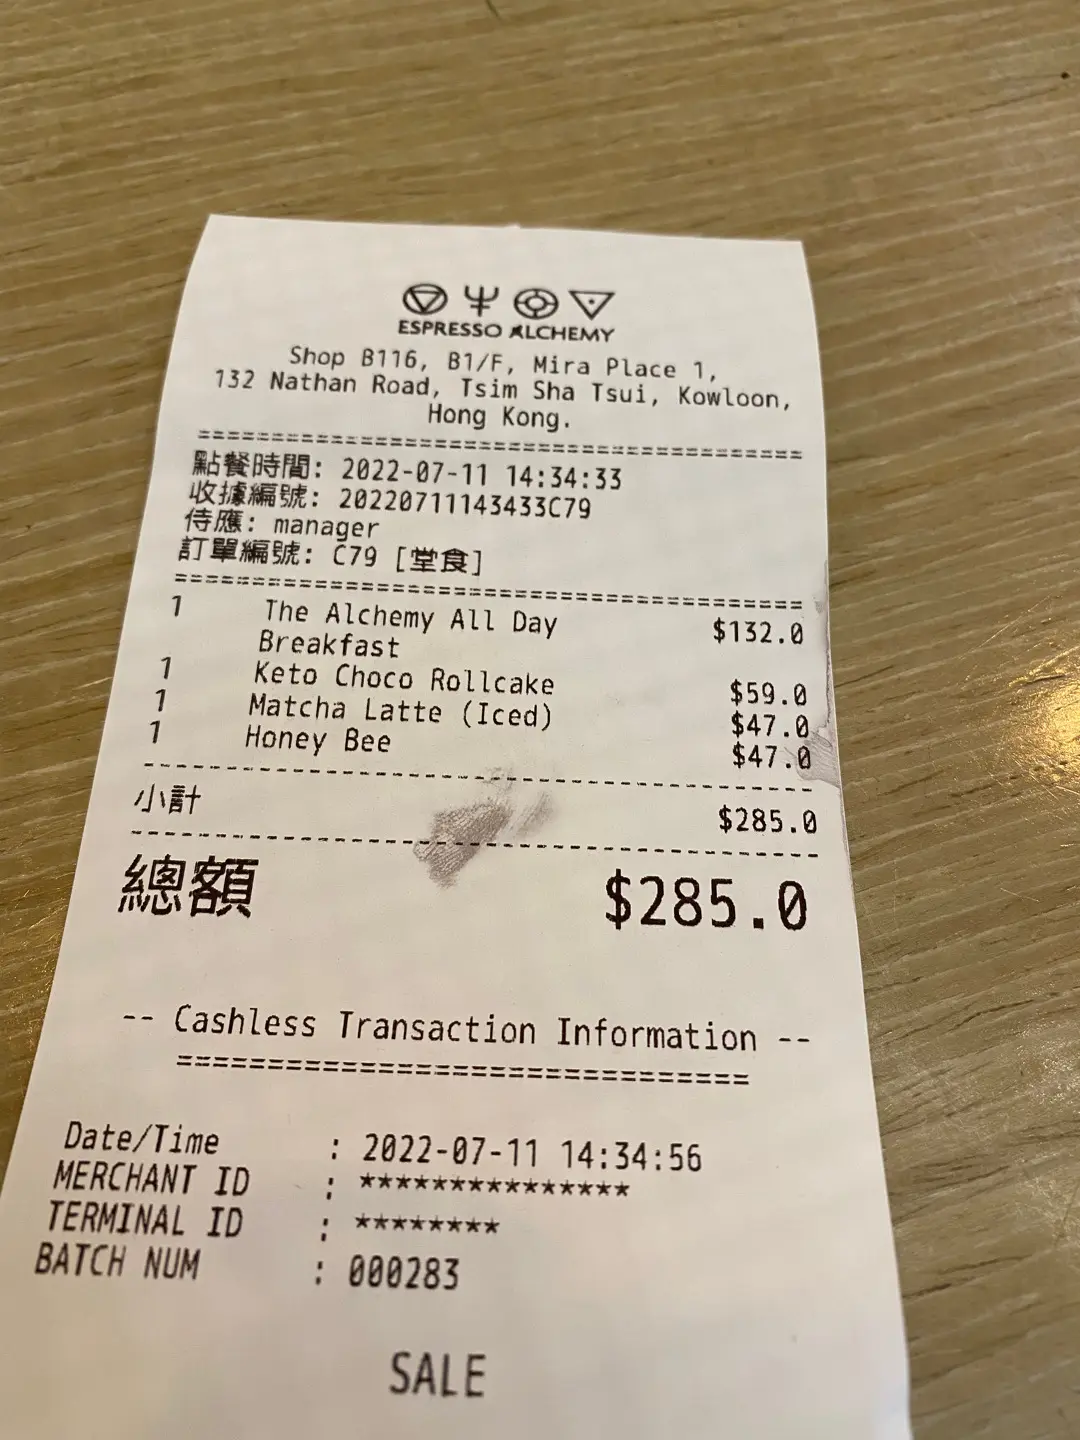 ESPRESSO ALCHEMY
Shop B116, B1/F, Mira Place 1,
132 Nathan Road, Tsim Sha Tsui, Kowloon,
Hong Kong.
=========================================
點餐時間: 2022-07-11 14:34:33
收據編號: 20220711143433C79
侍應: manager
訂單編號: C79 [堂食]
=========================================
1 The Alchemy All Day $132.0
Breakfast
1 Keto Choco Rollcake $59.0
1 Matcha Latte (Iced) $47.0
1 Honey Bee $47.0
-----------------------------------------
小計 $285.0
-----------------------------------------
總額 $285.0
-- Cashless Transaction Information --
===============================
Date/Time : 2022-07-11 14:34:56
MERCHANT ID : ***************
TERMINAL ID : ********
BATCH NUM : 000283
SALE